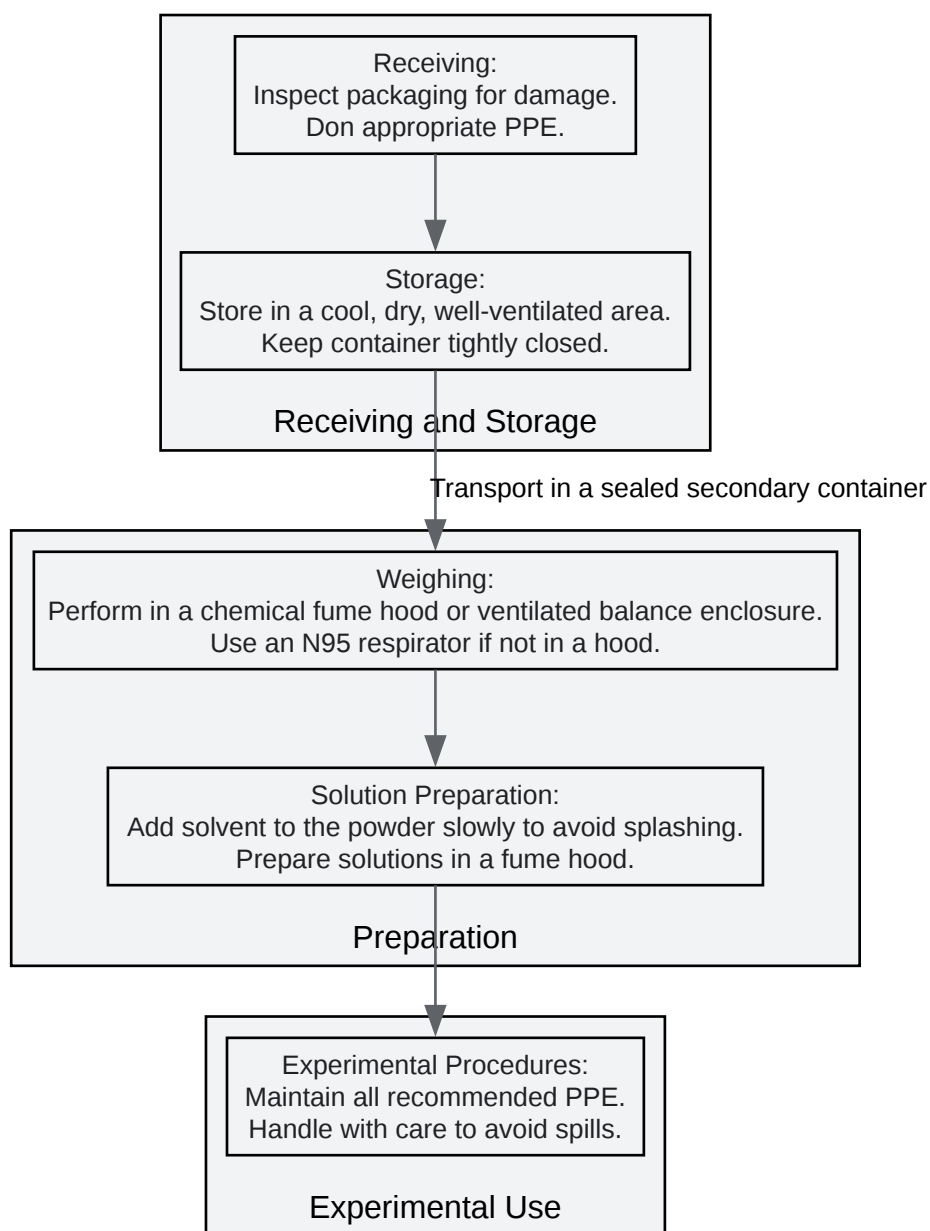 Receiving:
Inspect packaging for damage.
Don appropriate PPE.
Storage:
Store in a cool, dry, well-ventilated area.
Keep container tightly closed.
Receiving and Storage
Transport in a sealed secondary container
Weighing:
Perform in a chemical fume hood or ventilated balance enclosure.
Use an N95 respirator if not in a hood.
Solution Preparation:
Add solvent to the powder slowly to avoid splashing.
Prepare solutions in a fume hood.
Preparation
Experimental Procedures:
Maintain all recommended PPE.
Handle with care to avoid spills.
Experimental Use